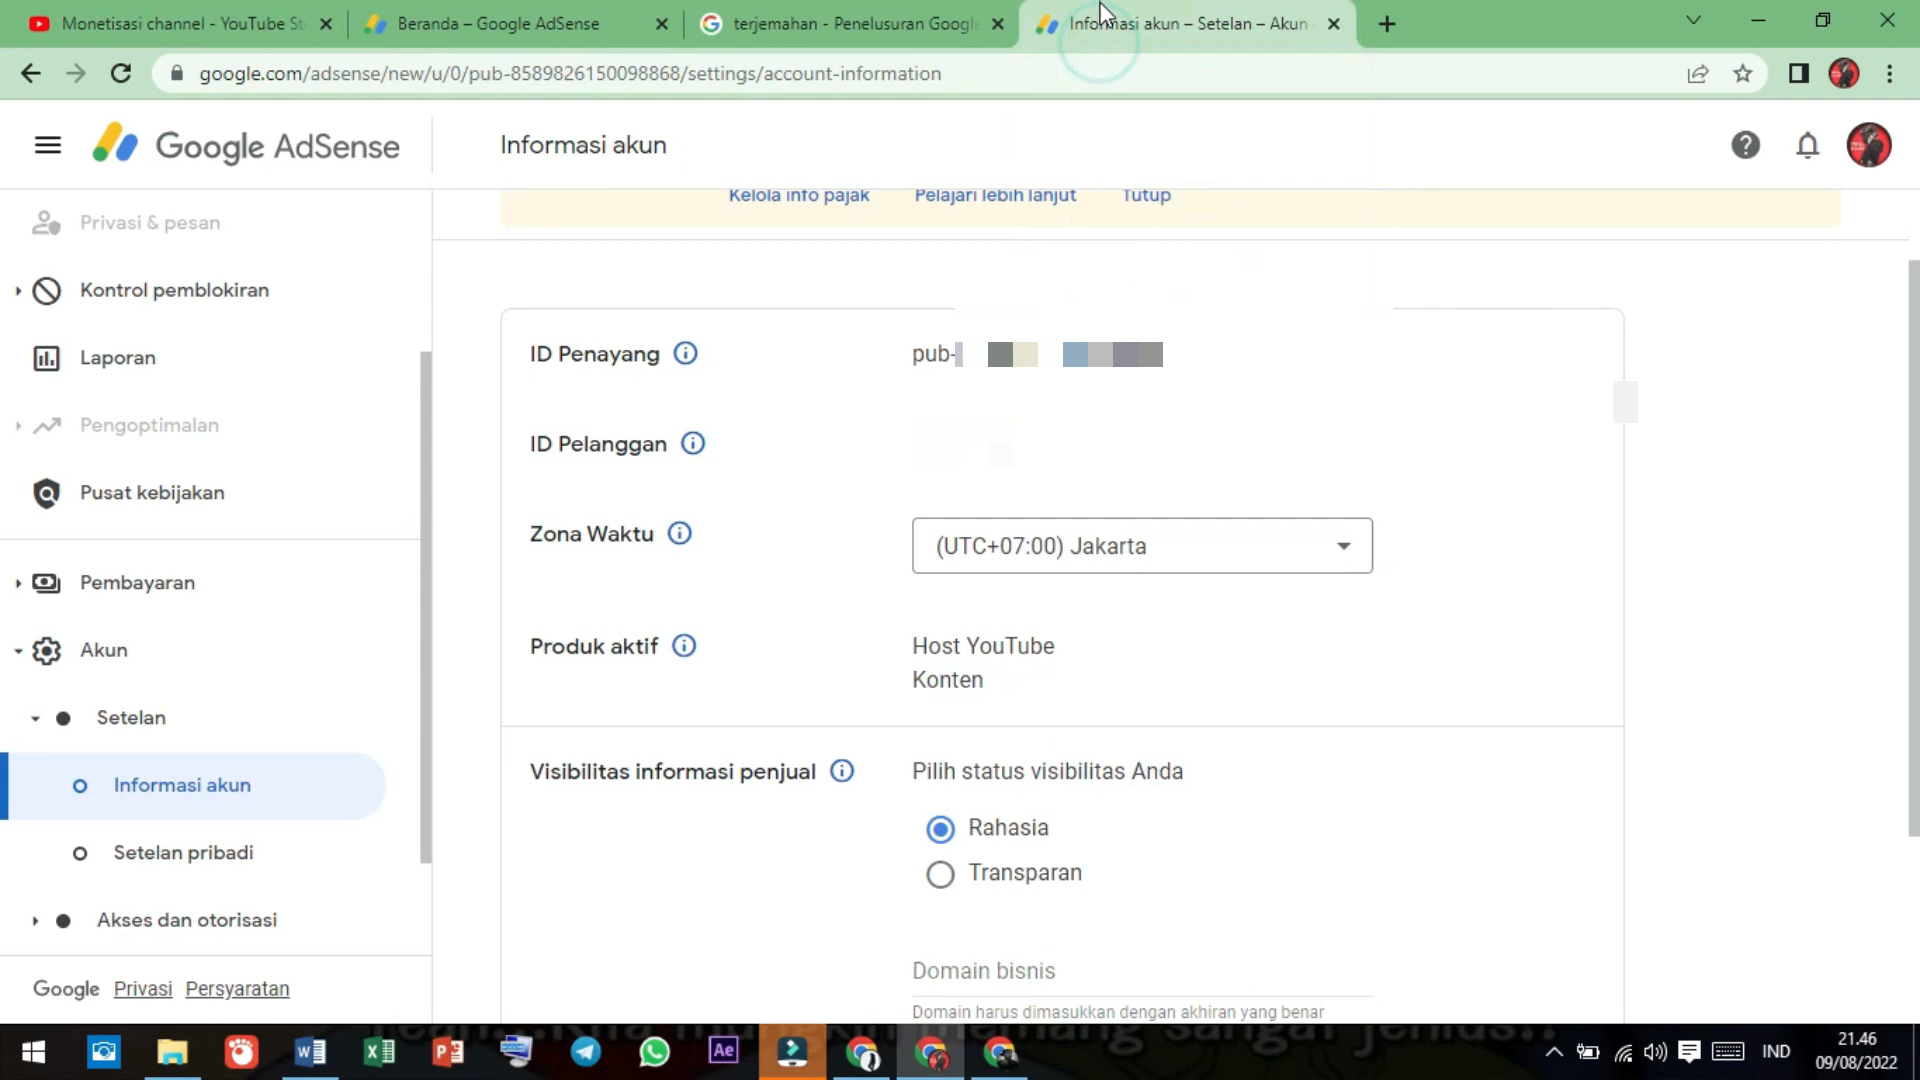 Monetisasi channel - YouTube St
Beranda – Google AdSense
terjemahan - Penelusuran Google
Informasi akun – Setelan – Akun
google.com/adsense/new/u/0/pub-8589826150098868/settings/account-information
Google AdSense
Informasi akun
Kelola info pajak Pelajari lebih lanjut Tutup
Privasi & pesan
Kontrol pemblokiran
Laporan
Pengoptimalan
Pusat kebijakan
Pembayaran
Akun
Setelan
Informasi akun
Setelan pribadi
Akses dan otorisasi
Google Privasi Persyaratan
ID Penayang pub-
ID Pelanggan
Zona Waktu (UTC+07:00) Jakarta
Produk aktif Host YouTube
Konten
Visibilitas informasi penjual Pilih status visibilitas Anda
Rahasia
Transparan
Domain bisnis
Domain harus dimasukkan dengan akhiran yang benar
Ae
IND
21.46
09/08/2022